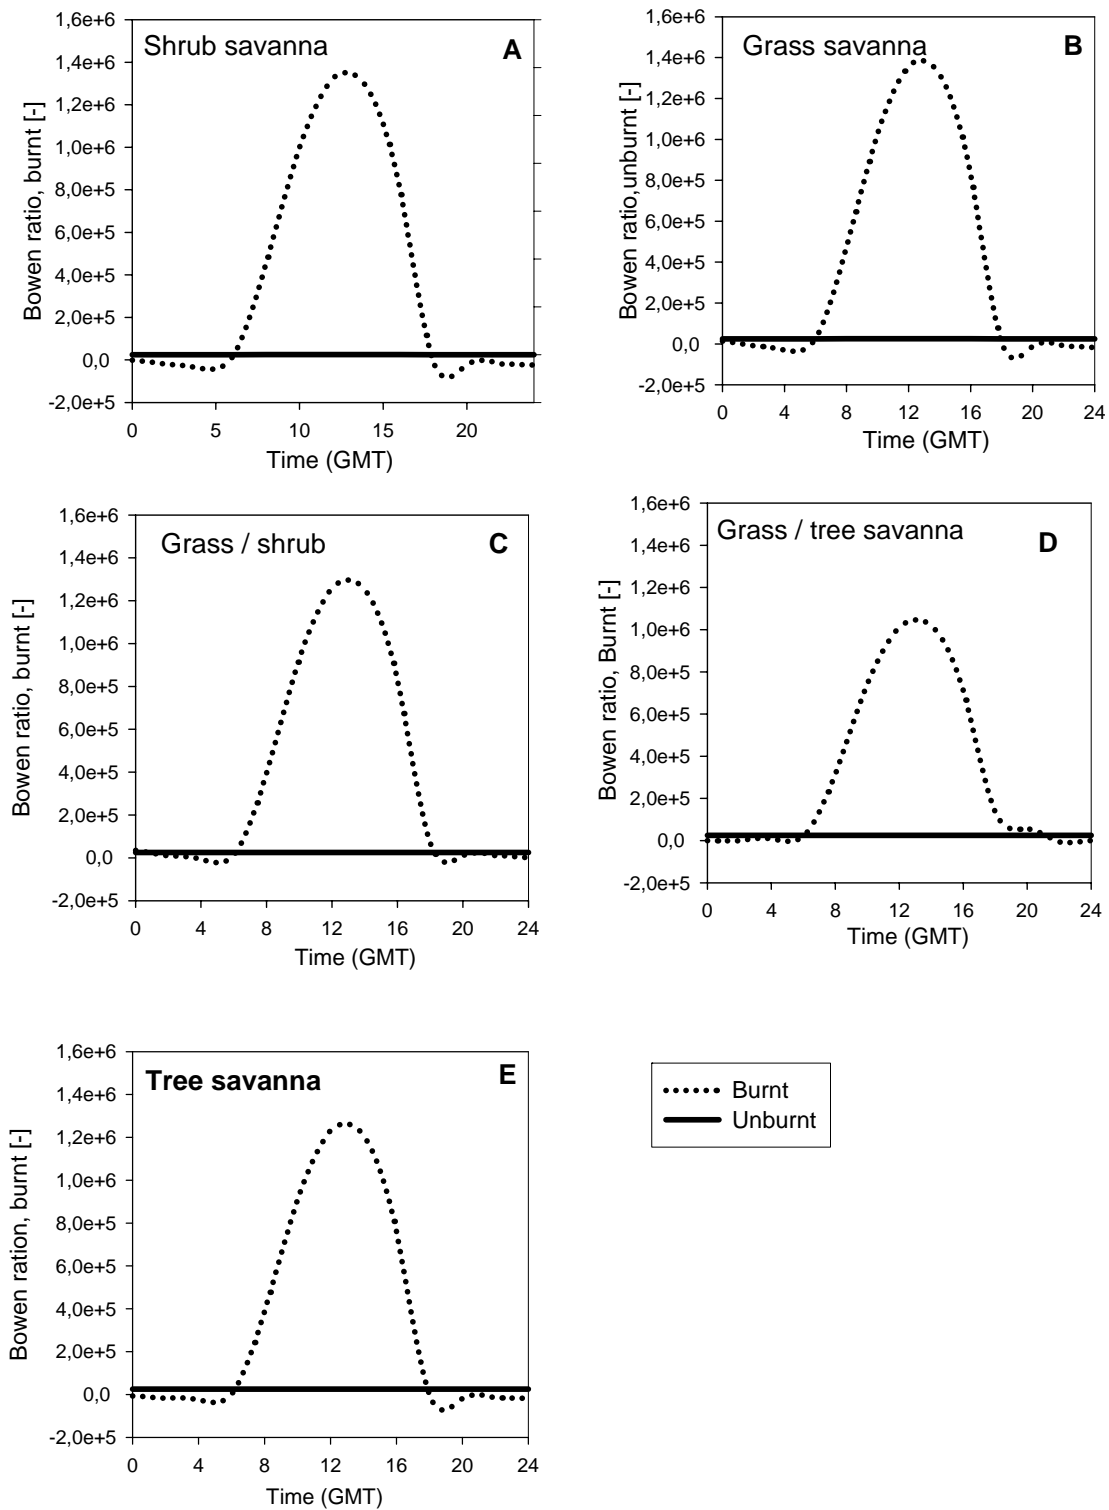 Shrub savanna
A
Bowen ratio, burnt [-]
1,6e+6
1,4e+6
1,2e+6
1,0e+6
8,0e+5
6,0e+5
4,0e+5
2,0e+5
0,0
-2,0e+5
0 5 10 15 20
Time (GMT)
Grass savanna
B
Bowen ratio,unburnt [-]
1,6e+6
1,4e+6
1,2e+6
1,0e+6
8,0e+5
6,0e+5
4,0e+5
2,0e+5
0,0
-2,0e+5
0 4 8 12 16 20 24
Time (GMT)
Grass / shrub
C
Bowen ratio, burnt [-]
1,6e+6
1,4e+6
1,2e+6
1,0e+6
8,0e+5
6,0e+5
4,0e+5
2,0e+5
0,0
-2,0e+5
0 4 8 12 16 20 24
Time (GMT)
Grass / tree savanna
D
Bowen ratio, Burnt [-]
1,6e+6
1,4e+6
1,2e+6
1,0e+6
8,0e+5
6,0e+5
4,0e+5
2,0e+5
0,0
-2,0e+5
0 4 8 12 16 20 24
Time (GMT)
Tree savanna
E
Bowen ration, burnt [-]
1,6e+6
1,4e+6
1,2e+6
1,0e+6
8,0e+5
6,0e+5
4,0e+5
2,0e+5
0,0
-2,0e+5
0 4 8 12 16 20 24
Time (GMT)
Burnt
Unburnt